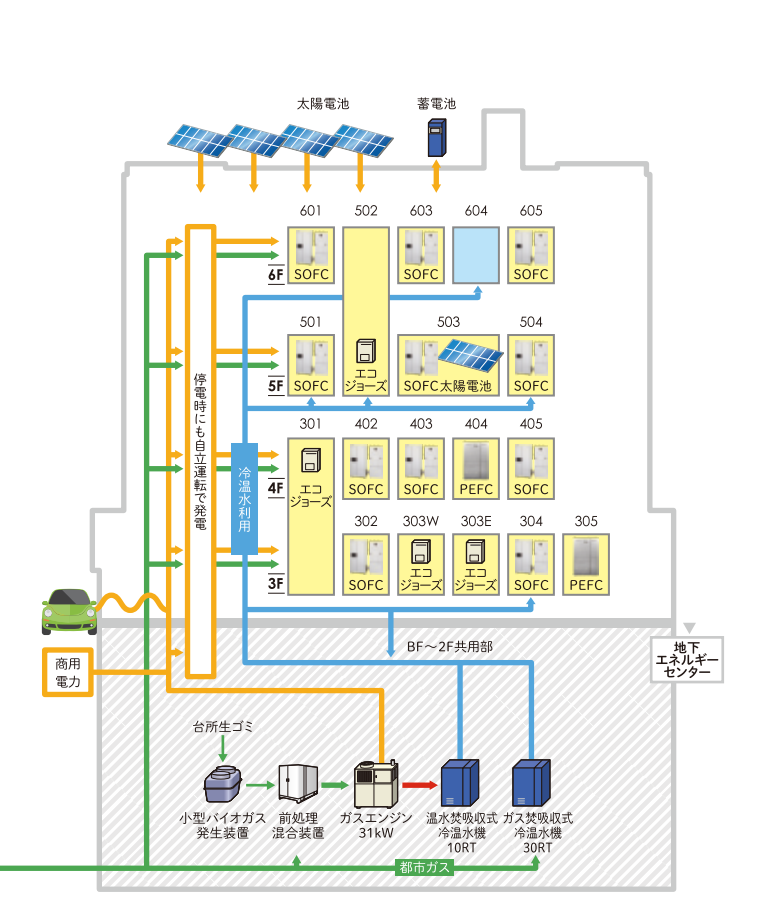 太陽電池
蓄電池
601
502
603
604
605
SOFC
SOFC
SOFC
6F
501
503
504
SOFC
エコ
ジョーズ
SOFC
太陽電池
SOFC
5F
停電時にも自立運転で発電
冷温水利用
301
402
403
404
405
エコ
ジョーズ
SOFC
SOFC
PEFC
SOFC
4F
302
303W
303E
304
305
SOFC
エコ
ジョーズ
エコ
ジョーズ
SOFC
PEFC
3F
BF～2F共用部
地下
エネルギー
センター
商用
電力
台所生ゴミ
小型バイオガス
発生装置
前処理
混合装置
ガスエンジン
31kW
温水焚吸収式
冷温水機
10RT
ガス焚吸収式
冷温水機
30RT
都市ガス